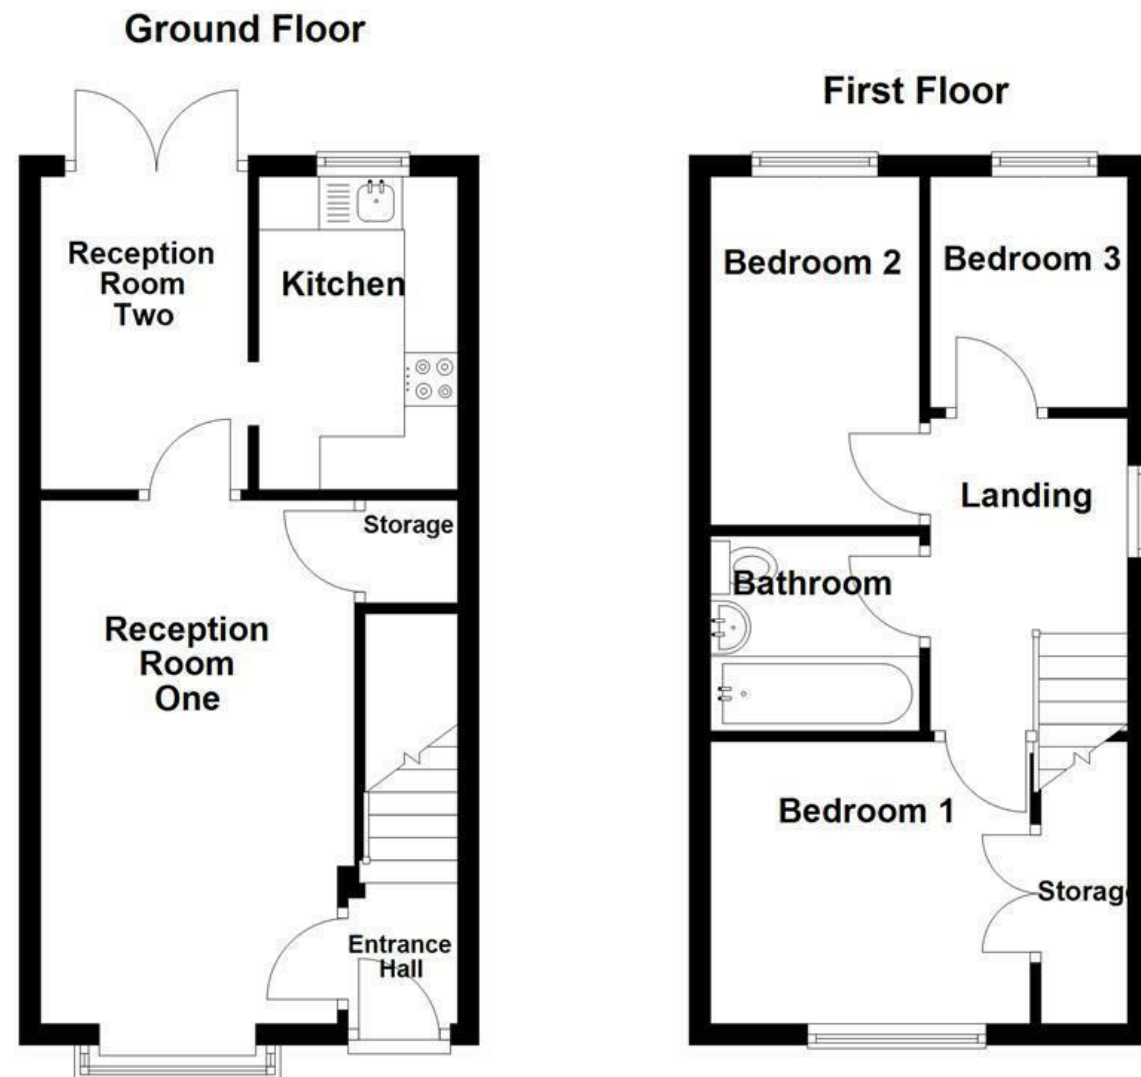 Ground Floor
Reception
Room
Two
Kitchen
Storage
Reception
Room
One
Entrance
Hall
First Floor
Bedroom 2
Bedroom 3
Landing
Bathroom
Bedroom 1
Storage